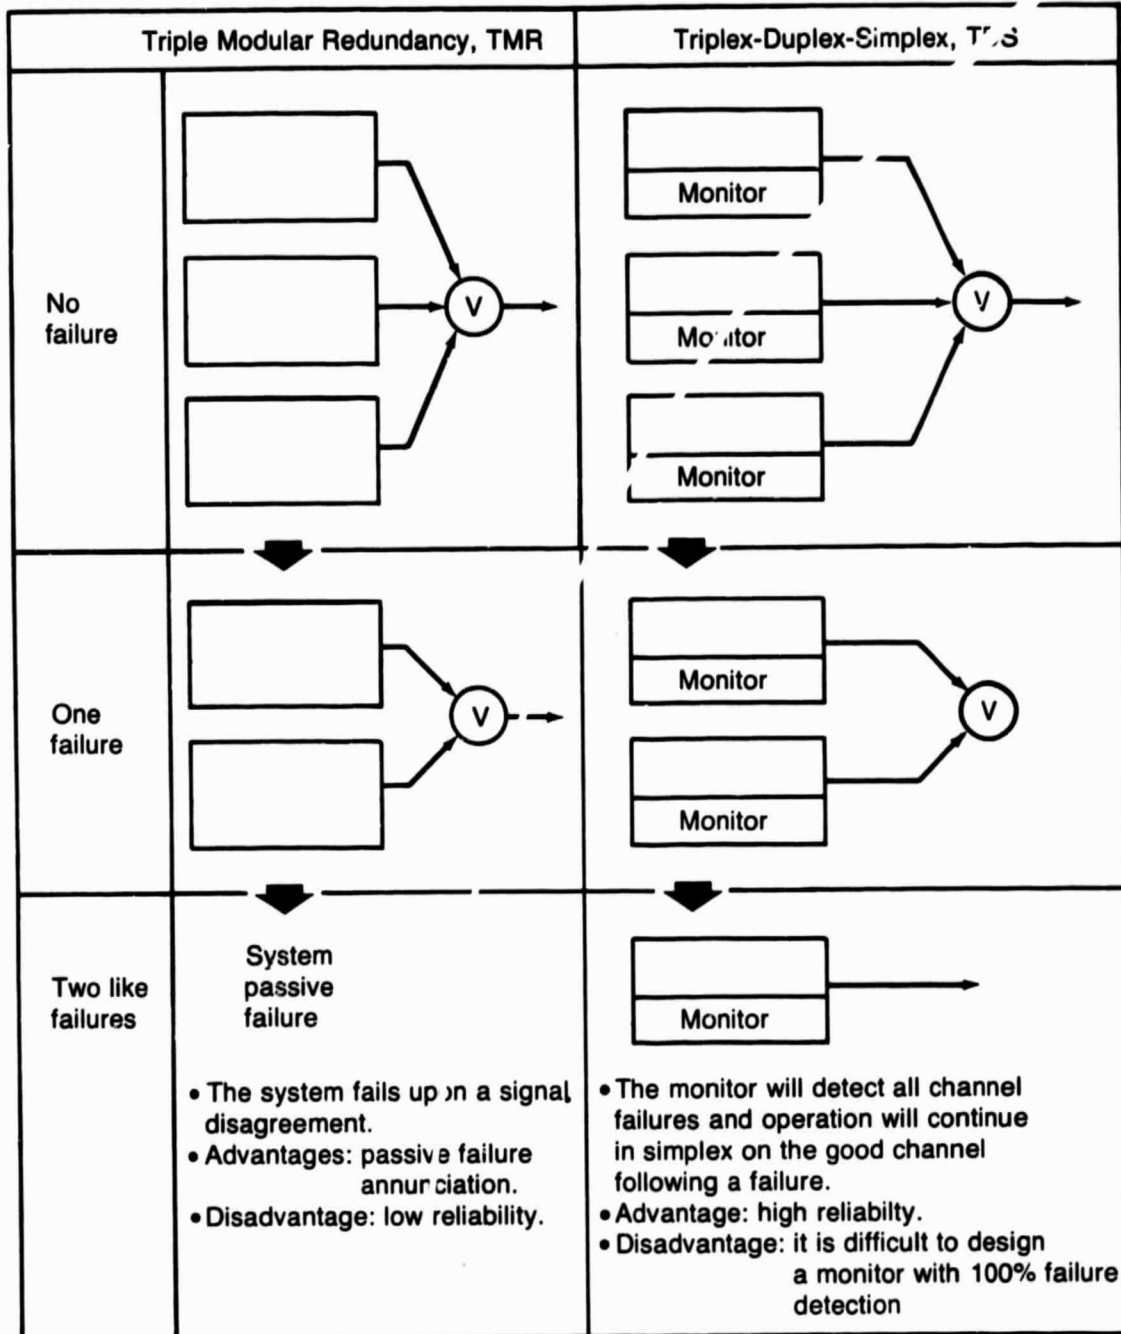 Triple Modular Redundancy, TMR
Triplex-Duplex-Simplex,
No
failure
V
Monitor
Monitor
Monitor
V
One
failure
V
Monitor
Monitor
V
Two like
failures
System
passive
failure
• The system fails upon a signal
disagreement.
• Advantages: passive failure
annunciation.
• Disadvantage: low reliability.
Monitor
• The monitor will detect all channel
failures and operation will continue
in simplex on the good channel
following a failure.
• Advantage: high reliabilty.
• Disadvantage: it is difficult to design
a monitor with 100% failure
detection